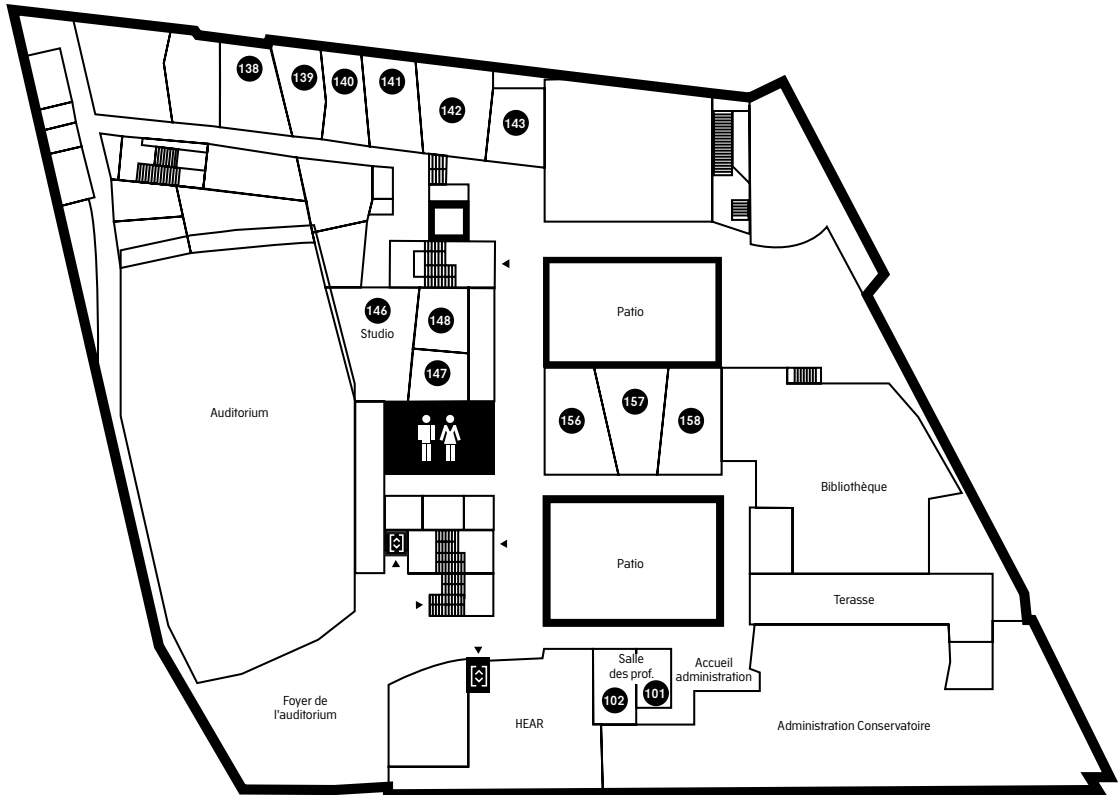 138
139
140
141
142
143
Patio
146
Studio
148
147
156
157
158
Auditorium
Bibliothèque
Patio
Terasse
Salle
des prof.
102
101
Accueil
administration
Foyer de
l'auditorium
HEAR
Administration Conservatoire